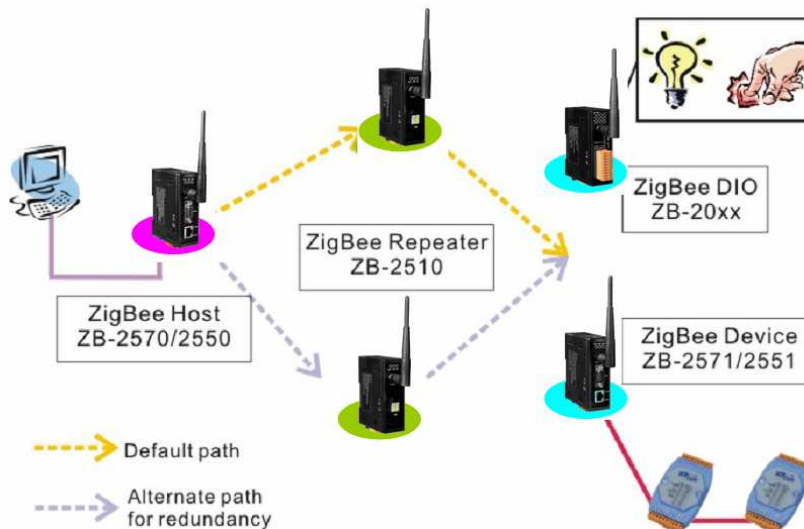 ZigBee DIO
ZB-20xx
ZigBee Repeater
ZB-2510
ZigBee Host
ZB-2570/2550
ZigBee Device
ZB-2571/2551
Default path
Alternate path
for redundancy